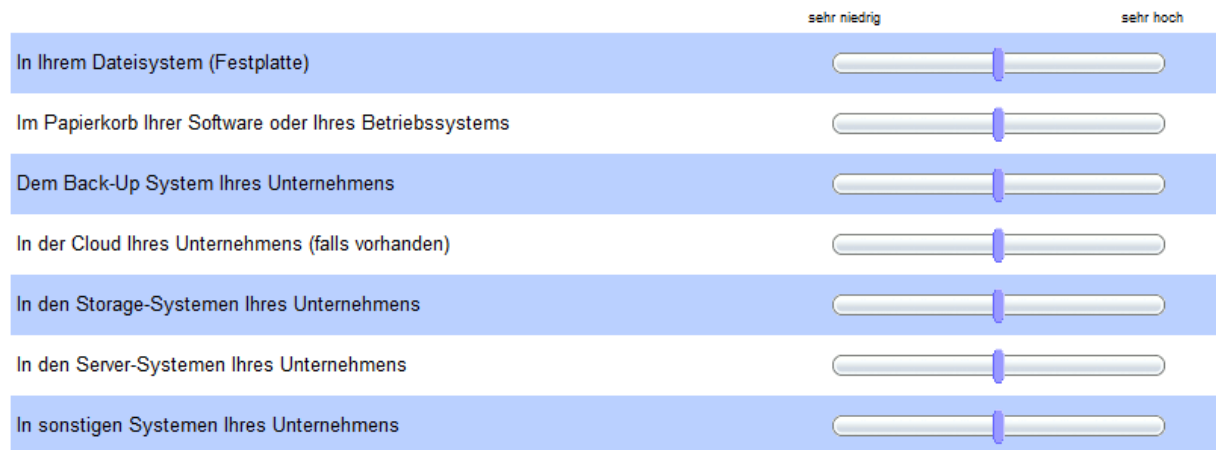 sehr niedrig sehr hoch
In Ihrem Dateisystem (Festplatte)
Im Papierkorb Ihrer Software oder Ihres Betriebssystems
Dem Back-Up System Ihres Unternehmens
In der Cloud Ihres Unternehmens (falls vorhanden)
In den Storage-Systemen Ihres Unternehmens
In den Server-Systemen Ihres Unternehmens
In sonstigen Systemen Ihres Unternehmens